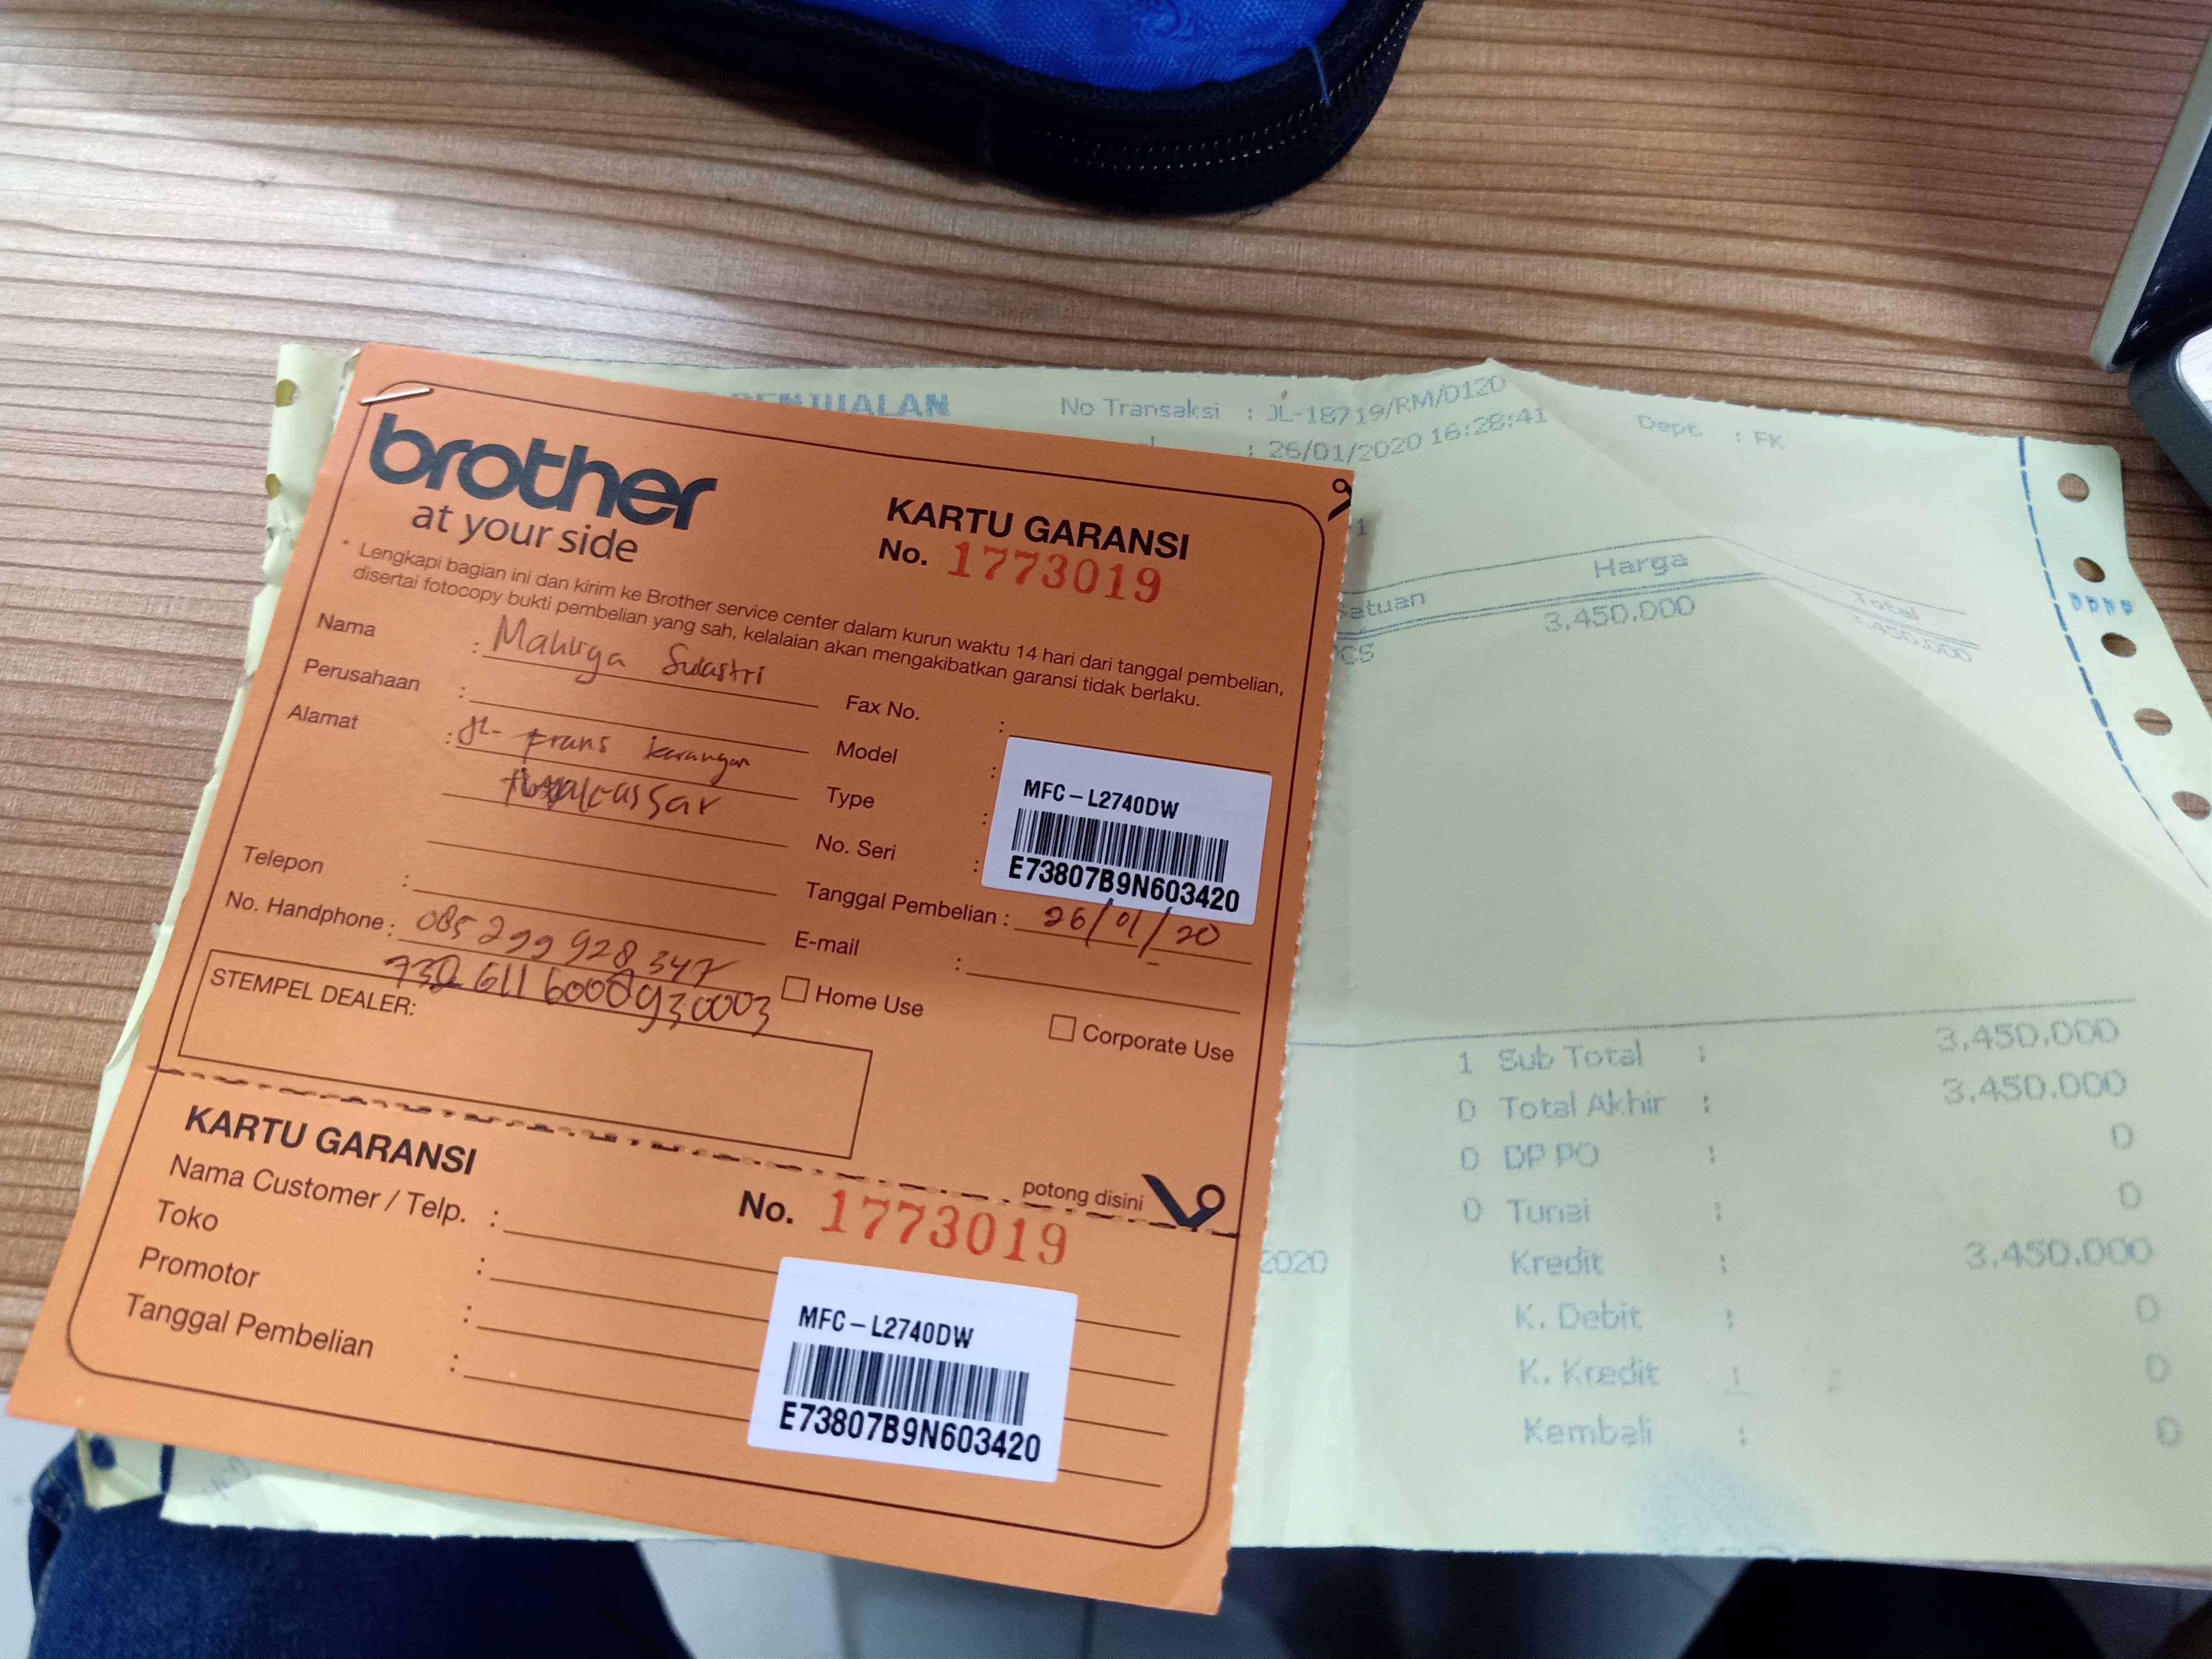 brother
at your side
KARTU GARANSI
No. 1773019
* Lengkapi bagian ini dan kirim ke Brother service center dalam kurun waktu 14 hari dari tanggal pembelian,
disertai fotocopy bukti pembelian yang sah, kelalaian akan mengakibatkan garansi tidak berlaku.
Nama : Sulastri
Perusahaan :
Alamat : JL- Frans karangan
Telepon :
No. Handphone : 085 299 928 347
STEMPEL DEALER:
Fax No. :
Model :
Type :
No. Seri :
MFC-L2740DW
E73807B9N603420
Tanggal Pembelian : 26/01/20
E-mail :
Home Use
Corporate Use
potong disini
KARTU GARANSI
No. 1773019
Nama Customer / Telp. :
Toko :
Promotor :
Tanggal Pembelian :
MFC-L2740DW
E73807B9N603420
PENJUALAN
No Transaksi : JL-18719/RM/0120
: 26/01/2020 16:28:41
Dept. : FK
1
Satuan Harga Total
PCS 3.450.000 3.450.000
1 Sub Total : 3.450.000
0 Total Akhir : 3.450.000
0 DP PO : 0
0 Tunai : 0
2020 Kredit : 3.450.000
K. Debit : 0
K. Kredit : 0
Kembali : 0